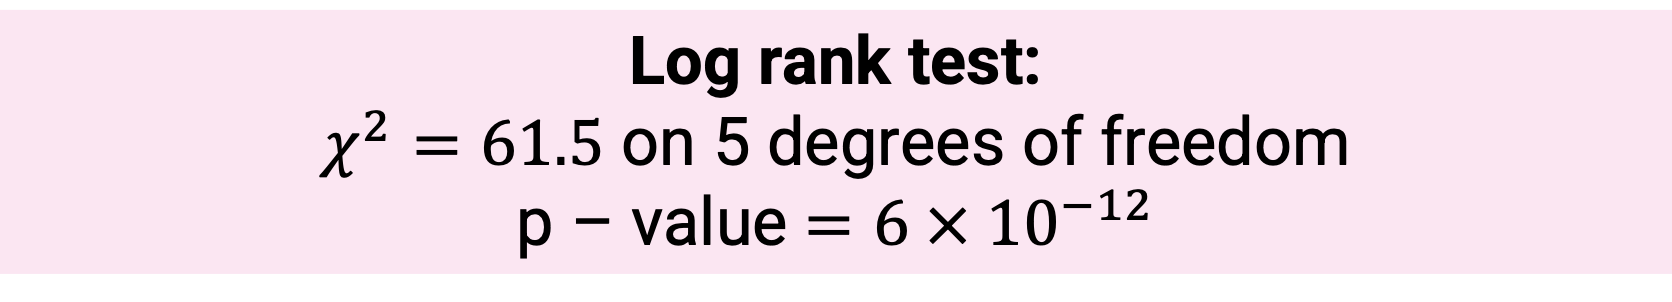 Log rank test:
χ² = 61.5 on 5 degrees of freedom
p – value = 6 × 10⁻¹²